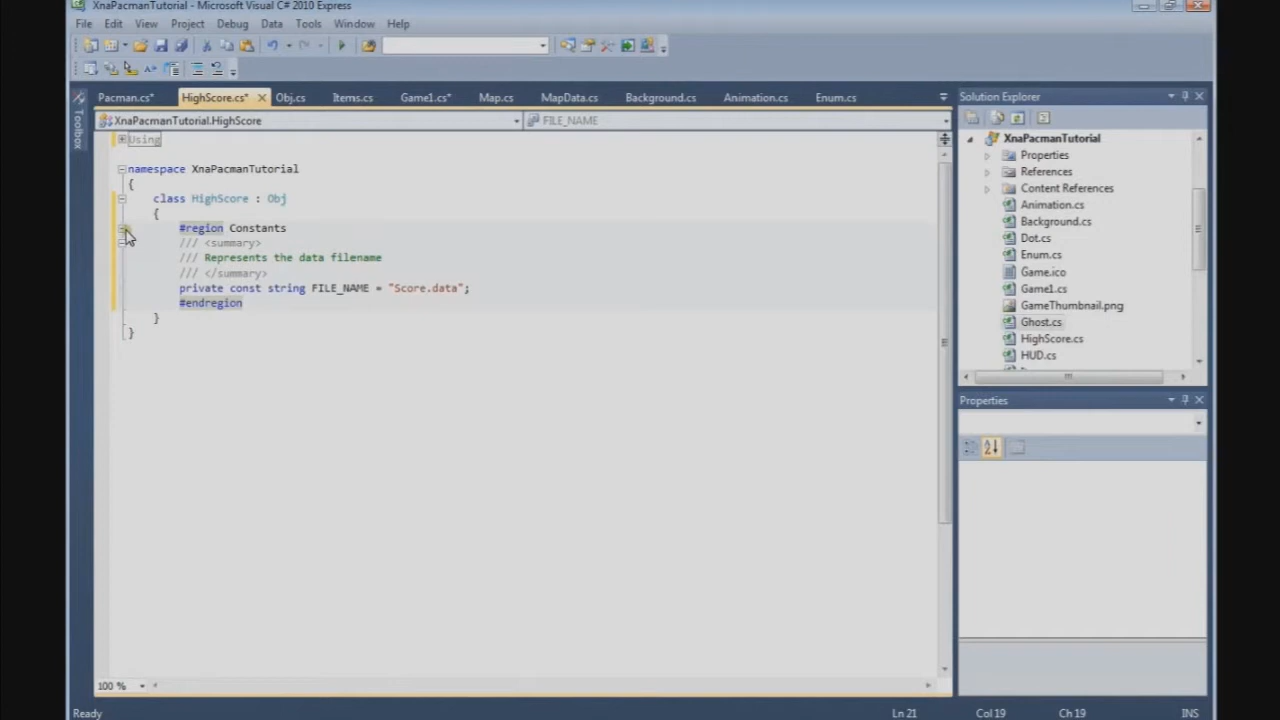 XnaPacmanTutorial - Microsoft Visual C# 2010 Express
File Edit View Project Debug Data Tools Window Help
Pacman.cs* HighScore.cs* Obj.cs Items.cs Game1.cs* Map.cs MapData.cs Background.cs Animation.cs Enum.cs
XnaPacmanTutorial.HighScore FILE_NAME
Toolbox
Using
namespace XnaPacmanTutorial
{
class HighScore : Obj
{
#region Constants
/// <summary>
/// Represents the data filename
/// </summary>
private const string FILE_NAME = "Score.data";
#endregion
}
}
100 %
Solution Explorer
XnaPacmanTutorial
Properties
References
Content References
Animation.cs
Background.cs
Dot.cs
Enum.cs
Game.ico
Game1.cs
GameThumbnail.png
Ghost.cs
HighScore.cs
HUD.cs
Properties
Ready Ln 21 Col 19 Ch 19 INS